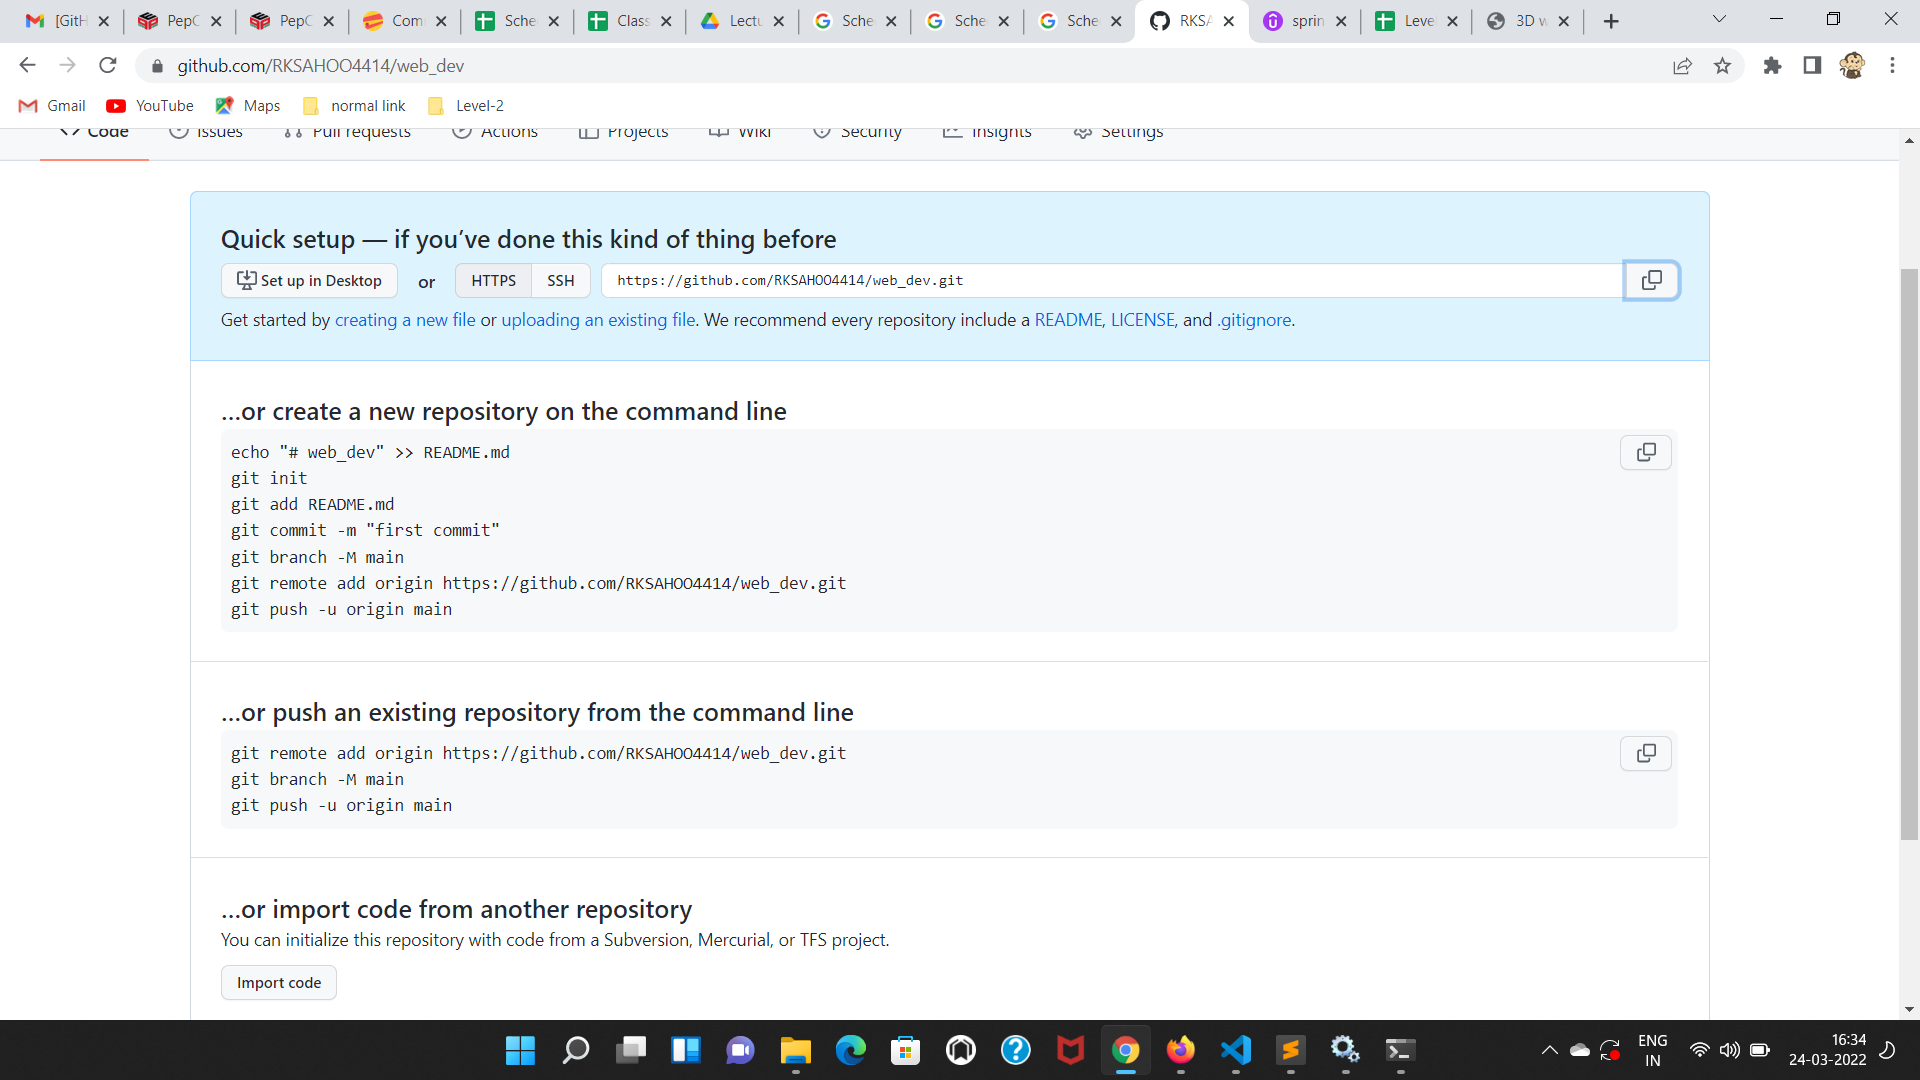 [GitH
PepC
PepC
Com
Sche
Class
Lectu
Sche
Sche
Sche
RKSA
sprin
Leve
3D w
github.com/RKSAHOO4414/web_dev
Gmail
YouTube
Maps
normal link
Level-2
Code
Issues
Pull requests
Actions
Projects
Wiki
Security
Insights
Settings
Quick setup — if you've done this kind of thing before
Set up in Desktop
or
HTTPS
SSH
https://github.com/RKSAHOO4414/web_dev.git
Get started by creating a new file or uploading an existing file. We recommend every repository include a README, LICENSE, and .gitignore.
…or create a new repository on the command line
echo "# web_dev" >> README.md
git init
git add README.md
git commit -m "first commit"
git branch -M main
git remote add origin https://github.com/RKSAHOO4414/web_dev.git
git push -u origin main
…or push an existing repository from the command line
git remote add origin https://github.com/RKSAHOO4414/web_dev.git
git branch -M main
git push -u origin main
…or import code from another repository
You can initialize this repository with code from a Subversion, Mercurial, or TFS project.
Import code
ENG
IN
16:34
24-03-2022